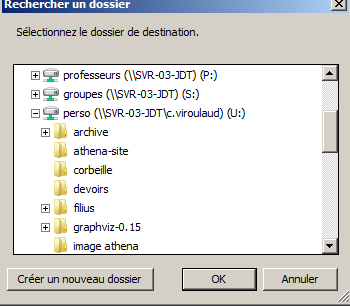 Rechercher un dossier
Sélectionnez le dossier de destination.
professeurs (\\SVR-03-JDT) (P:)
groupes (\\SVR-03-JDT) (S:)
perso (\\SVR-03-JDT\c.viroulaud) (U:)
archive
athena-site
corbeille
devoirs
filius
graphviz-0.15
image athena
Créer un nouveau dossier
OK
Annuler